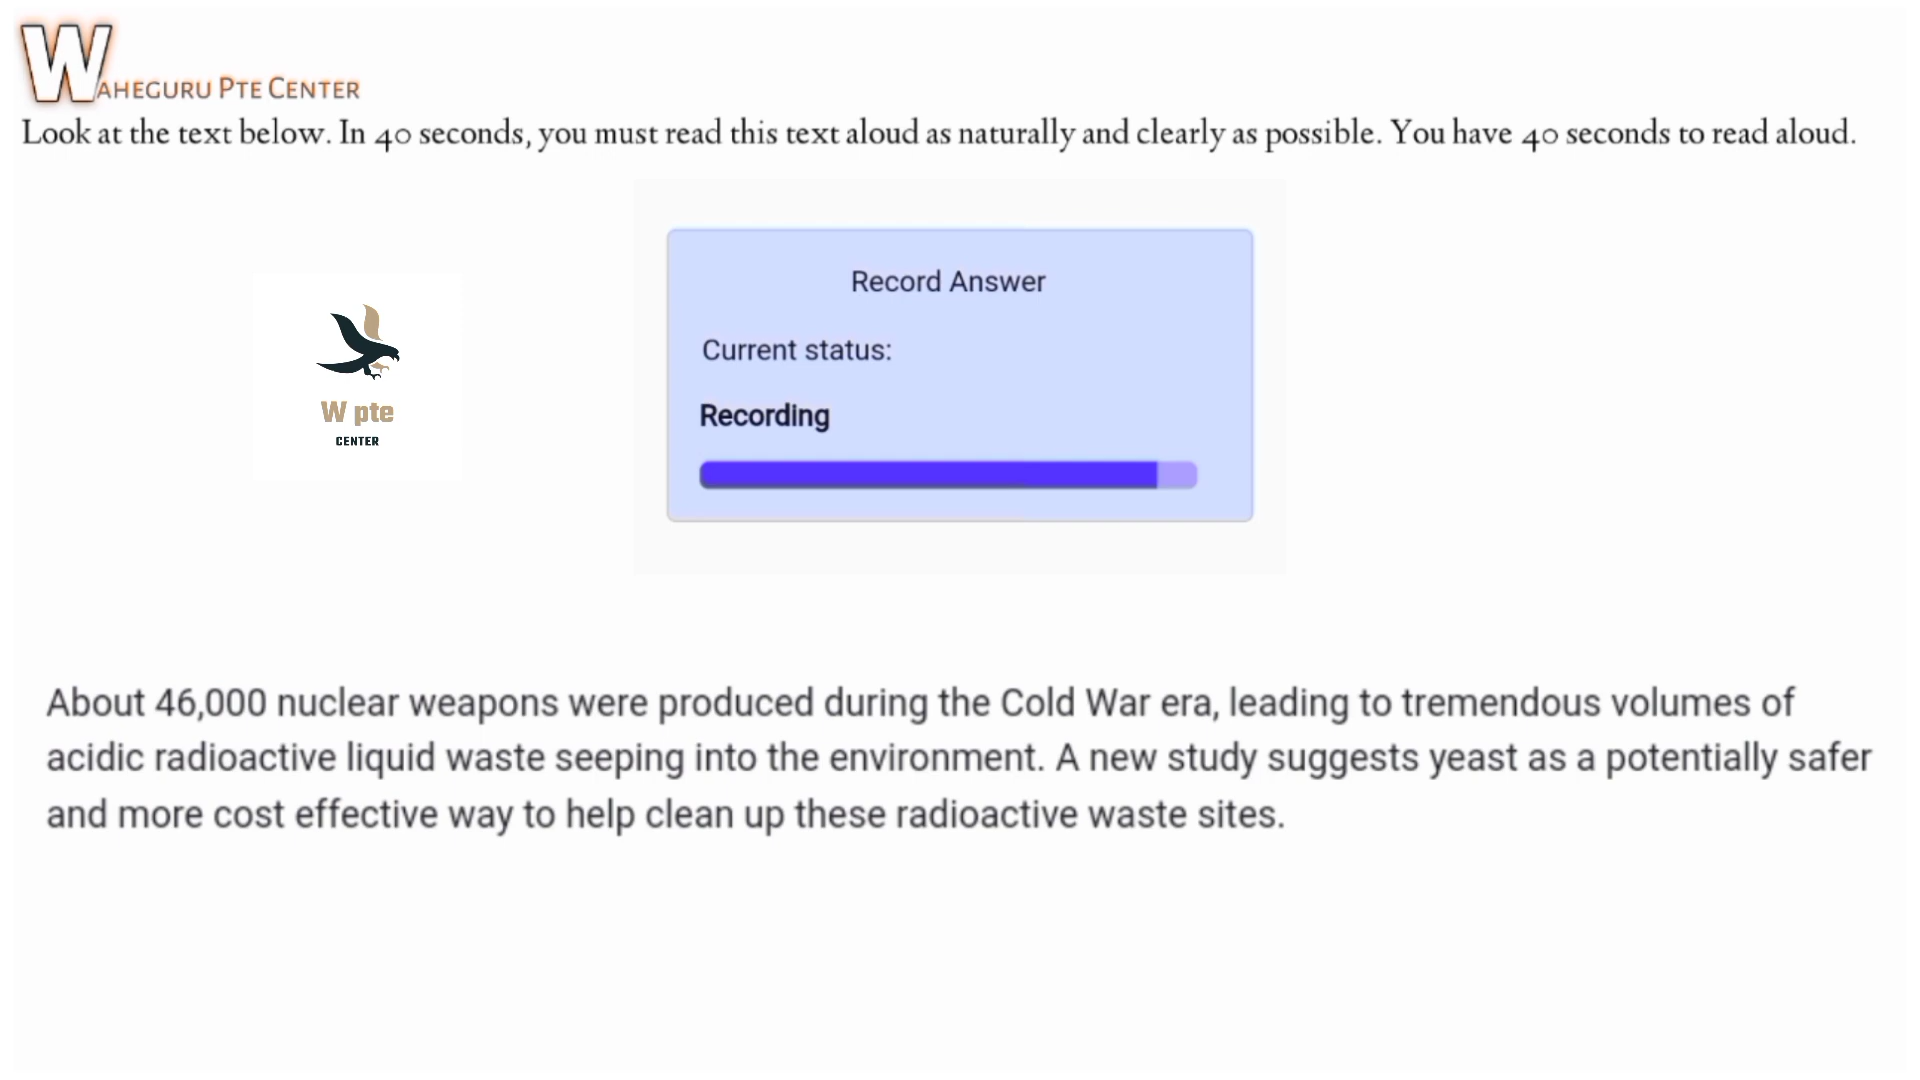 WAHEGURU PTE CENTER
Look at the text below. In 40 seconds, you must read this text aloud as naturally and clearly as possible. You have 40 seconds to read aloud.
Record Answer
Current status:
Recording
W pte
CENTER
About 46,000 nuclear weapons were produced during the Cold War era, leading to tremendous volumes of
acidic radioactive liquid waste seeping into the environment. A new study suggests yeast as a potentially safer
and more cost effective way to help clean up these radioactive waste sites.